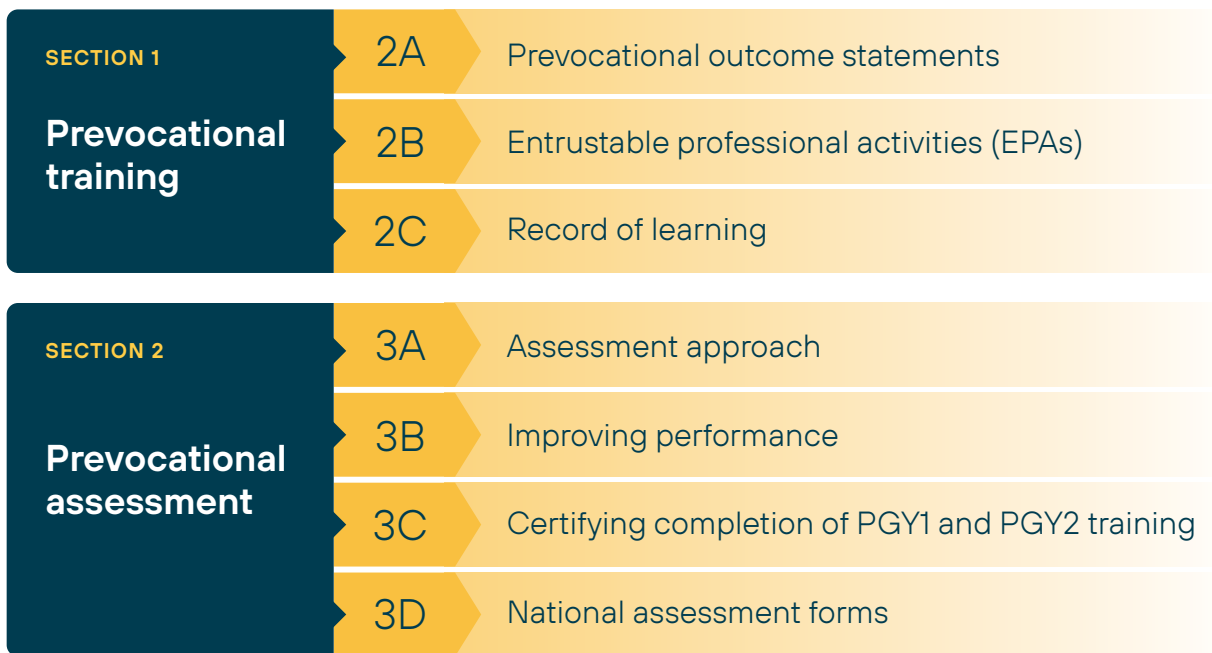 SECTION 1
Prevocational
training
2A
Prevocational outcome statements
2B
Entrustable professional activities (EPAs)
2C
Record of learning
SECTION 2
Prevocational
assessment
3A
Assessment approach
3B
Improving performance
3C
Certifying completion of PGY1 and PGY2 training
3D
National assessment forms